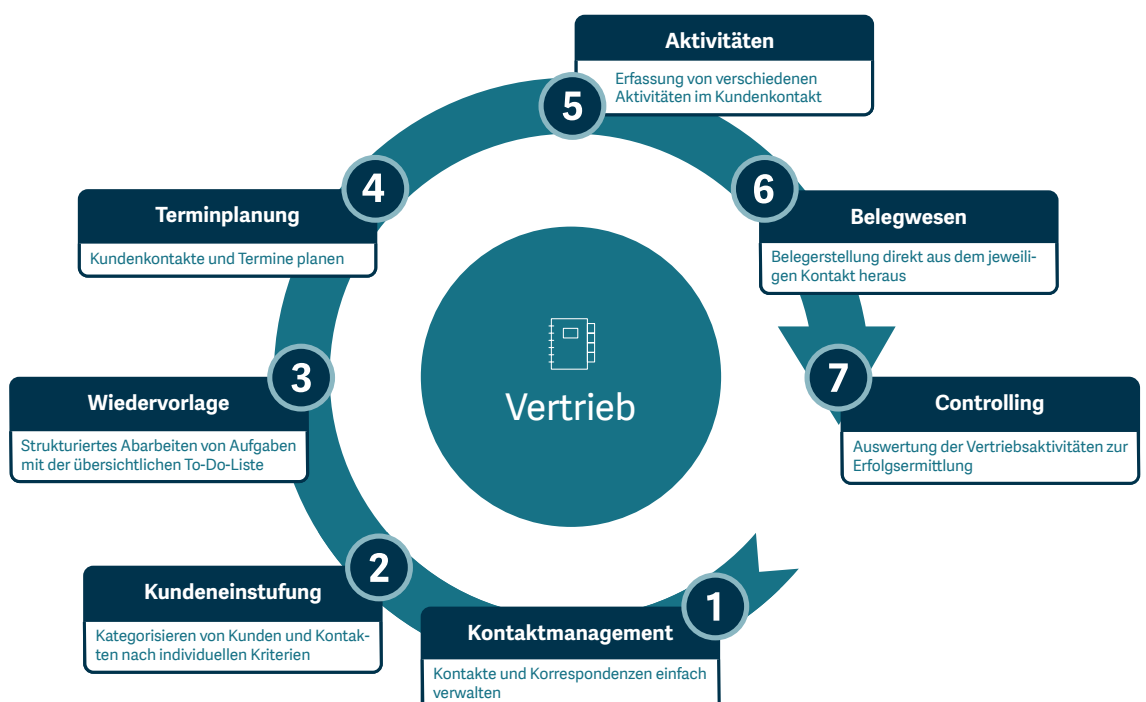 Aktivitäten
Erfassung von verschiedenen
Aktivitäten im Kundenkontakt
5
4
6
Terminplanung
Kundenkontakte und Termine planen
Belegwesen
Belegerstellung direkt aus dem jeweili-
gen Kontakt heraus
Vertrieb
3
Wiedervorlage
Strukturiertes Abarbeiten von Aufgaben
mit der übersichtlichen To-Do-Liste
7
Controlling
Auswertung der Vertriebsaktivitäten zur
Erfolgsermittlung
2
Kundeneinstufung
Kategorisieren von Kunden und Kontak-
ten nach individuellen Kriterien
1
Kontaktmanagement
Kontakte und Korrespondenzen einfach
verwalten